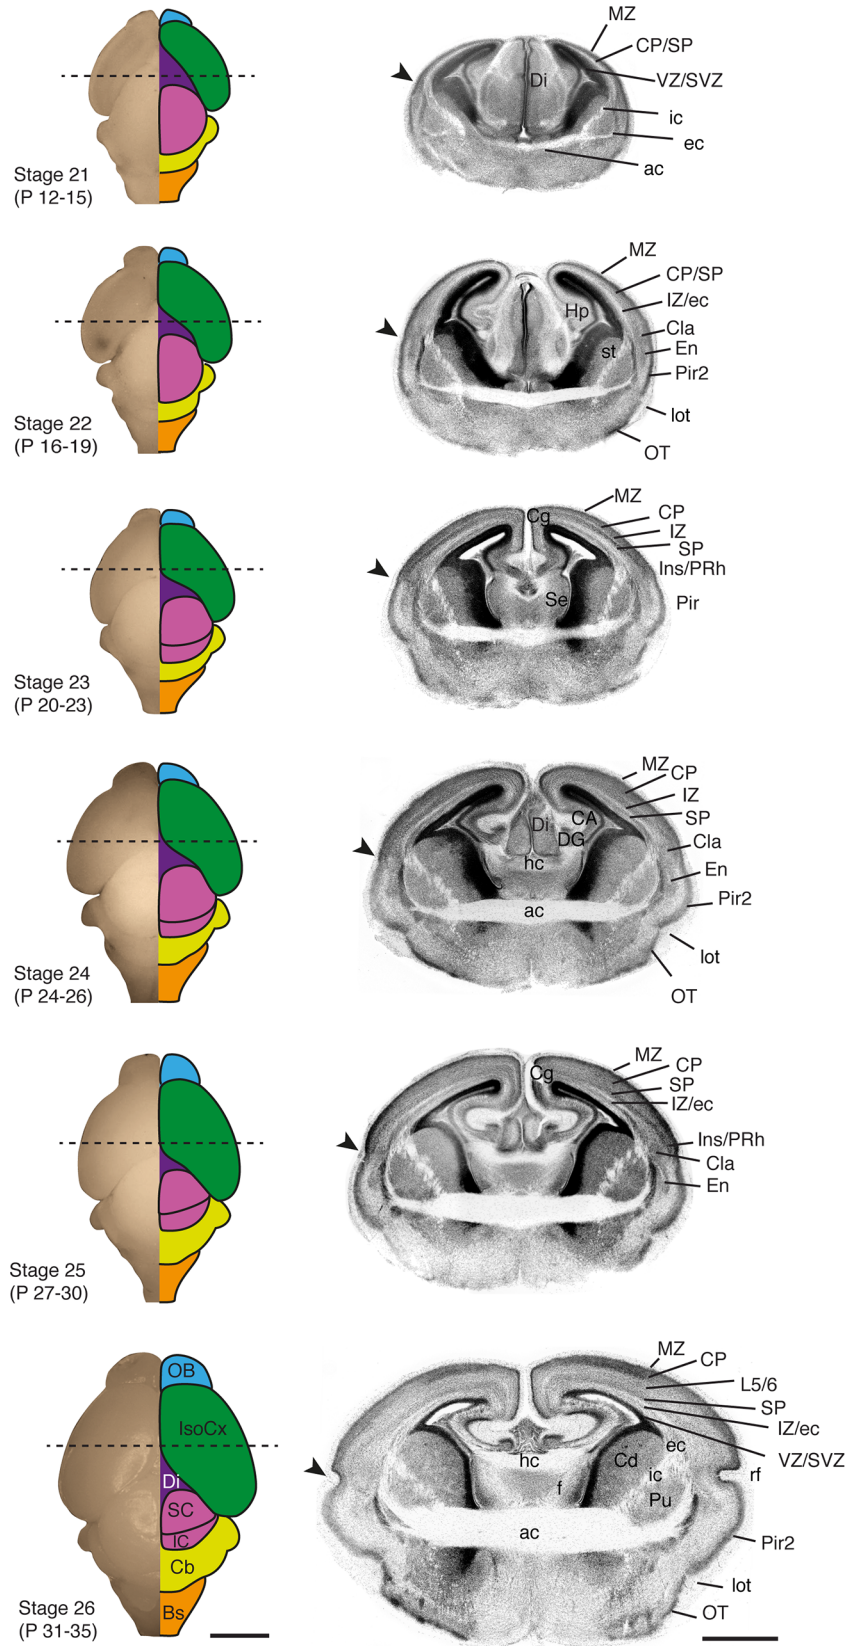 MZ
CP/SP
VZ/SVZ
Di
ic
ec
ac
Stage 21
(P 12-15)
MZ
CP/SP
IZ/ec
Hp
Cla
En
st
Pir2
lot
OT
Stage 22
(P 16-19)
MZ
Cg
CP
IZ
SP
Ins/PRh
Se
Pir
Stage 23
(P 20-23)
MZ
CP
IZ
SP
CA
Di
DG
Cla
hc
En
Pir2
ac
lot
OT
Stage 24
(P 24-26)
MZ
CP
Cg
SP
IZ/ec
Ins/PRh
Cla
En
Stage 25
(P 27-30)
MZ
CP
OB
L5/6
SP
IsoCx
IZ/ec
ec
VZ/SVZ
hc
Cd
Di
ic
rf
f
SC
Pu
ac
IC
Pir2
Cb
lot
Bs
OT
Stage 26
(P 31-35)